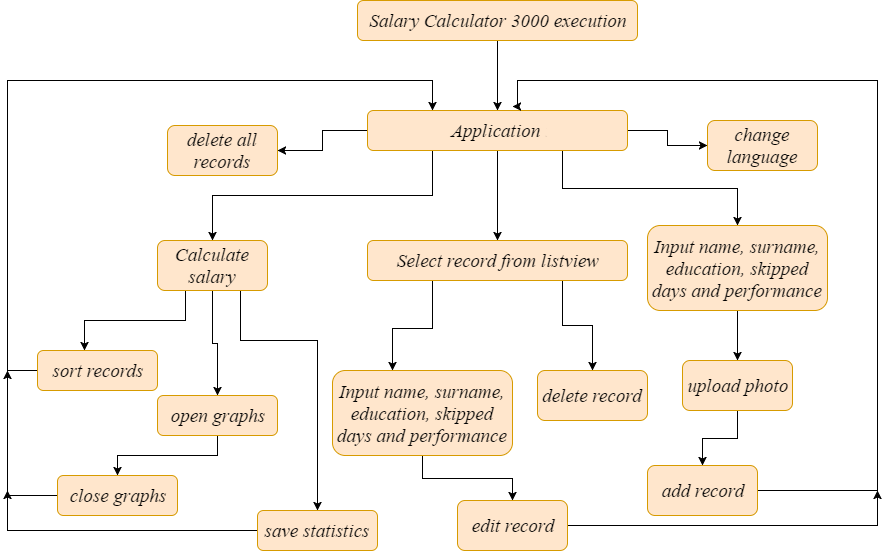 Salary Calculator 3000 execution
Application
delete all
records
change
language
Calculate
salary
Select record from listview
Input name, surname,
education, skipped
days and performance
sort records
open graphs
close graphs
save statistics
Input name, surname,
education, skipped
days and performance
delete record
edit record
upload photo
add record